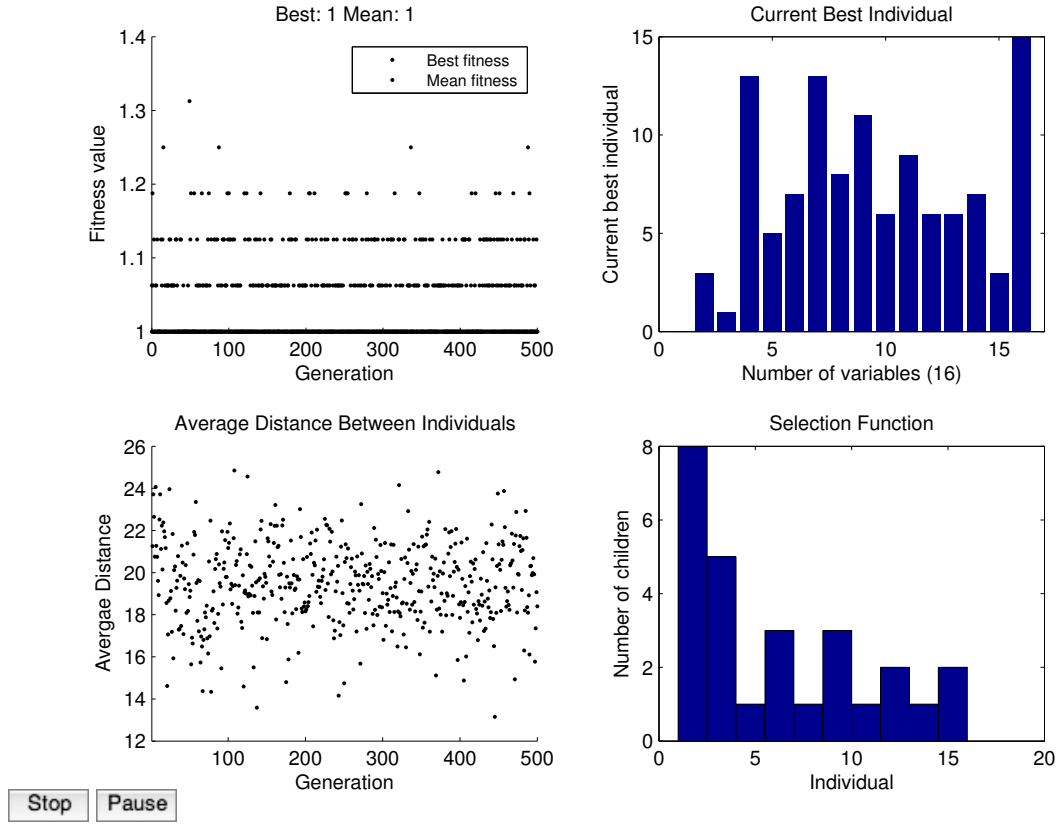 Best: 1 Mean: 1
1.4
1.3
1.2
1.1
1
Fitness value
Best fitness
Mean fitness
0 100 200 300 400 500
Generation
Current Best Individual
15
10
5
0
Current best individual
0 5 10 15
Number of variables (16)
Average Distance Between Individuals
26
24
22
20
18
16
14
12
Avergae Distance
100 200 300 400 500
Generation
Selection Function
8
6
4
2
0
Number of children
0 5 10 15 20
Individual
Stop Pause